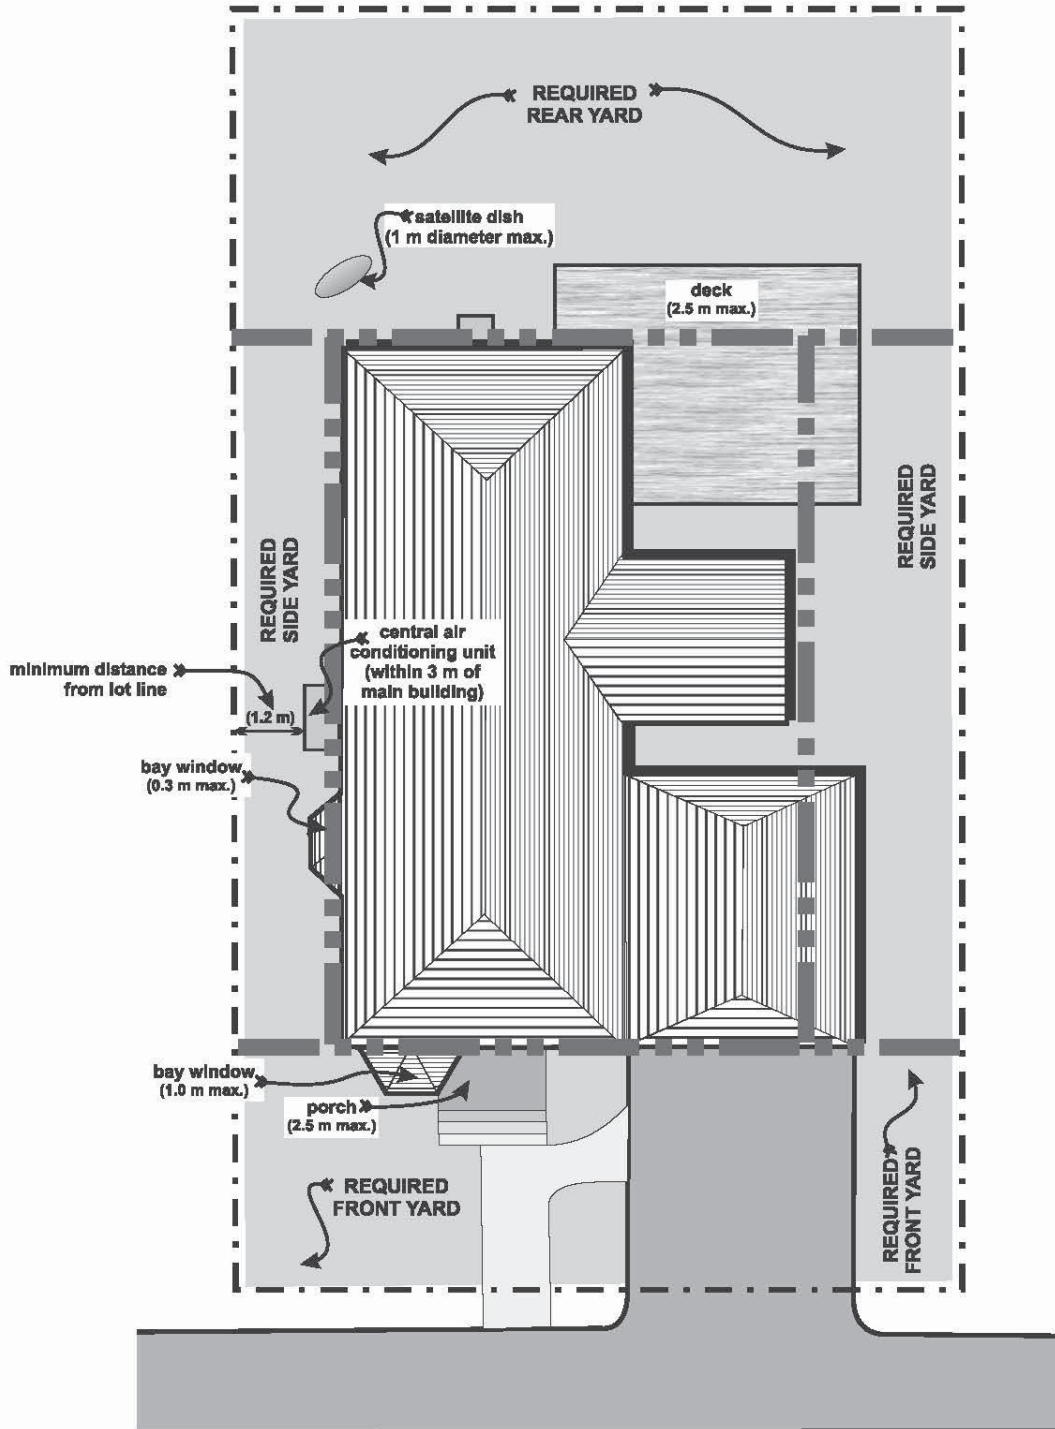 REQUIRED
REAR YARD
satellite dish
(1 m diameter max.)
deck
(2.5 m max.)
REQUIRED
SIDE YARD
REQUIRED
SIDE YARD
central air
conditioning unit
(within 3 m of
main building)
minimum distance
from lot line
(1.2 m)
bay window
(0.3 m max.)
bay window
(1.0 m max.)
porch
(2.5 m max.)
REQUIRED
FRONT YARD
REQUIRED
FRONT YARD